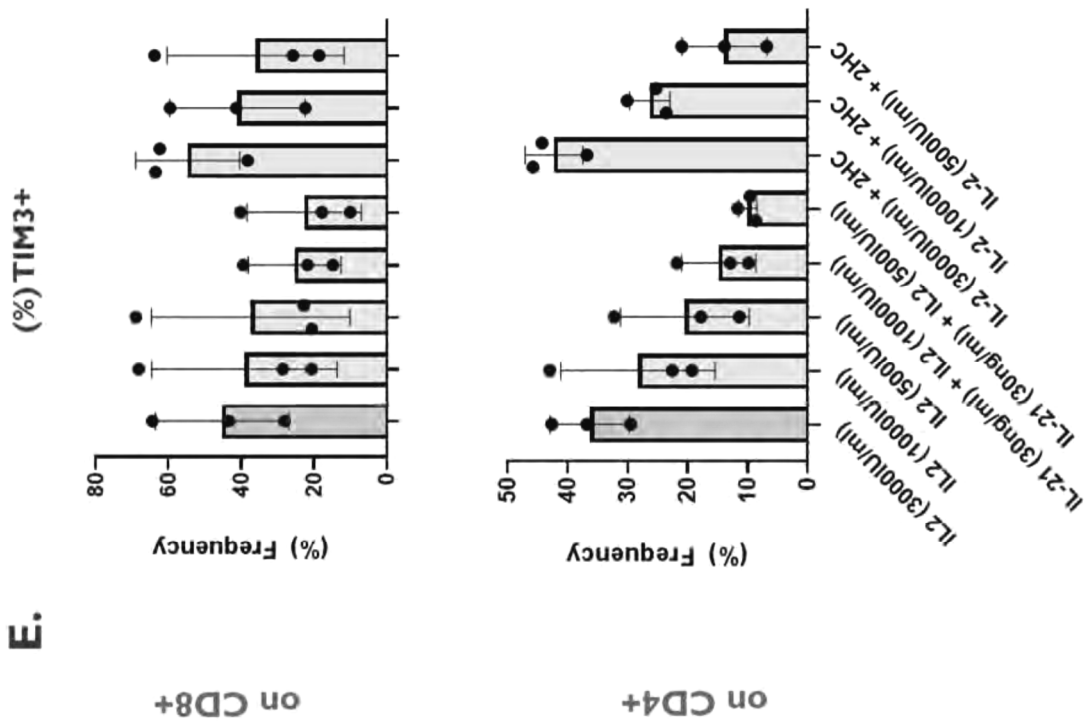 E.
(%) TIM3+
on CD8+
(%) Frequency
80
60
40
20
0
on CD4+
(%) Frequency
50
40
30
20
10
0
IL2 (3000IU/ml)
IL2 (1000IU/ml)
IL2 (500IU/ml)
IL-21 (30ng/ml) + IL2 (1000IU/ml)
IL-21 (30ng/ml) + IL2 (500IU/ml)
IL-2 (3000IU/ml) + 2HC
IL-2 (1000IU/ml) + 2HC
IL-2 (500IU/ml) + 2HC